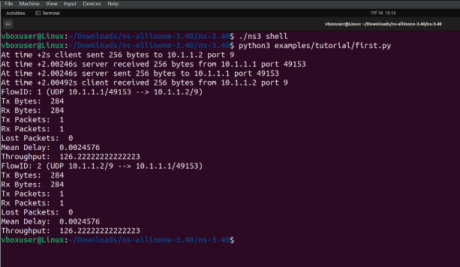 File Machine View Input Devices Help
Activities Terminal
vboxuser@Linux: ~/Downloads/ns-allinone-3.40/ns-3.40
vboxuser@Linux:~/Downloads/ns-allinone-3.40/ns-3.40$ ./ns3 shell
vboxuser@Linux:~/Downloads/ns-allinone-3.40/ns-3.40$ python3 examples/tutorial/first.py
At time +2s client sent 256 bytes to 10.1.1.2 port 9
At time +2.00246s server received 256 bytes from 10.1.1.1 port 49153
At time +2.00246s server sent 256 bytes to 10.1.1.1 port 49153
At time +2.00492s client received 256 bytes from 10.1.1.2 port 9
FlowID: 1 (UDP 10.1.1.1/49153 --> 10.1.1.2/9)
Tx Bytes: 284
Rx Bytes: 284
Tx Packets: 1
Rx Packets: 1
Lost Packets: 0
Mean Delay: 0.0024576
Throughput: 126.22222222222223
FlowID: 2 (UDP 10.1.1.2/9 --> 10.1.1.1/49153)
Tx Bytes: 284
Rx Bytes: 284
Tx Packets: 1
Rx Packets: 1
Lost Packets: 0
Mean Delay: 0.0024576
Throughput: 126.22222222222223
vboxuser@Linux:~/Downloads/ns-allinone-3.40/ns-3.40$